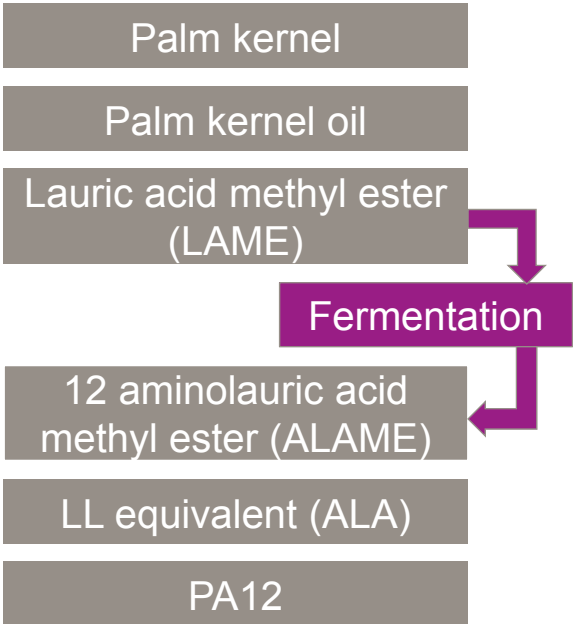 Palm kernel
Palm kernel oil
Lauric acid methyl ester
(LAME)
Fermentation
12 aminolauric acid
methyl ester (ALAME)
LL equivalent (ALA)
PA12